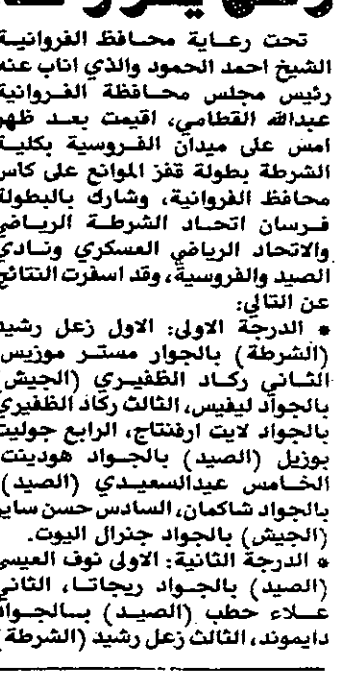 تحت رعاية محافظ الفروانية
الشيخ احمد الحمود والذي اناب عنه
رئيس مجلس محافظة الفروانية
عبدالله القطامي، اقيمت بعد ظهر
امس على ميدان الفروسية بكلية
الشرطة بطولة قفز الموانع على كاس
محافظ الفروانية، وشارك بالبطولة
فرسان اتحاد الشرطة الرياضي
والاتحاد الرياضي العسكري ونادي
الصيد والفروسية، وقد اسفرت النتائج
عن التالي:
* الدرجة الاولى: الاول زعل رشيد
(الشرطة) بالجوار مستر موزيس،
الثاني ركاد الظفيري (الجيش)
بالجواد ليفيس، الثالث ركاد الظفيري
بالجواد لايت ارفنتاج، الرابع جوليت
بوزيل (الصيد) بالجواد هودينت،
الخامس عيدالسعيدي (الصيد)
بالجواد شاكمان، السادس حسن ساير
(الجيش) بالجواد جنرال اليوت.
* الدرجة الثانية: الاولى نوف العيسى
(الصيد) بالجواد ريجاتا، الثاني
علاء حطب (الصيد) بالجواد
دايموند، الثالث زعل رشيد (الشرطة)